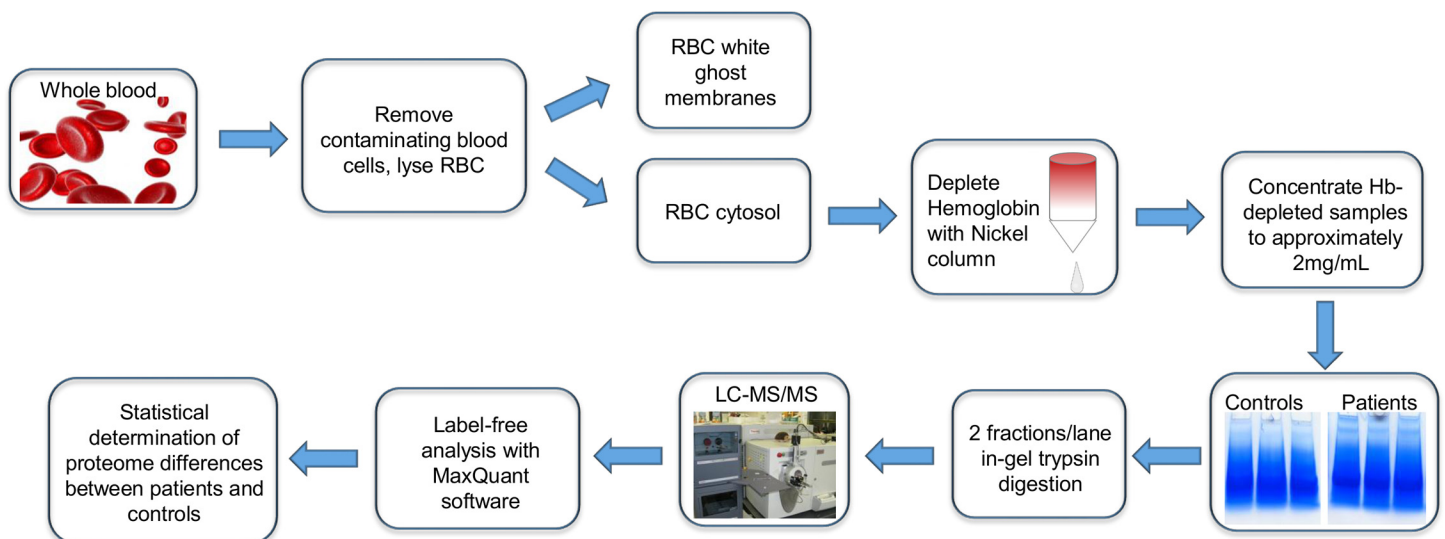 Whole blood
Remove
contaminating blood
cells, lyse RBC
RBC white
ghost
membranes
RBC cytosol
Deplete
Hemoglobin
with Nickel
column
Concentrate Hb-
depleted samples
to approximately
2mg/mL
Controls
Patients
2 fractions/lane
in-gel trypsin
digestion
LC-MS/MS
Label-free
analysis with
MaxQuant
software
Statistical
determination of
proteome differences
between patients and
controls